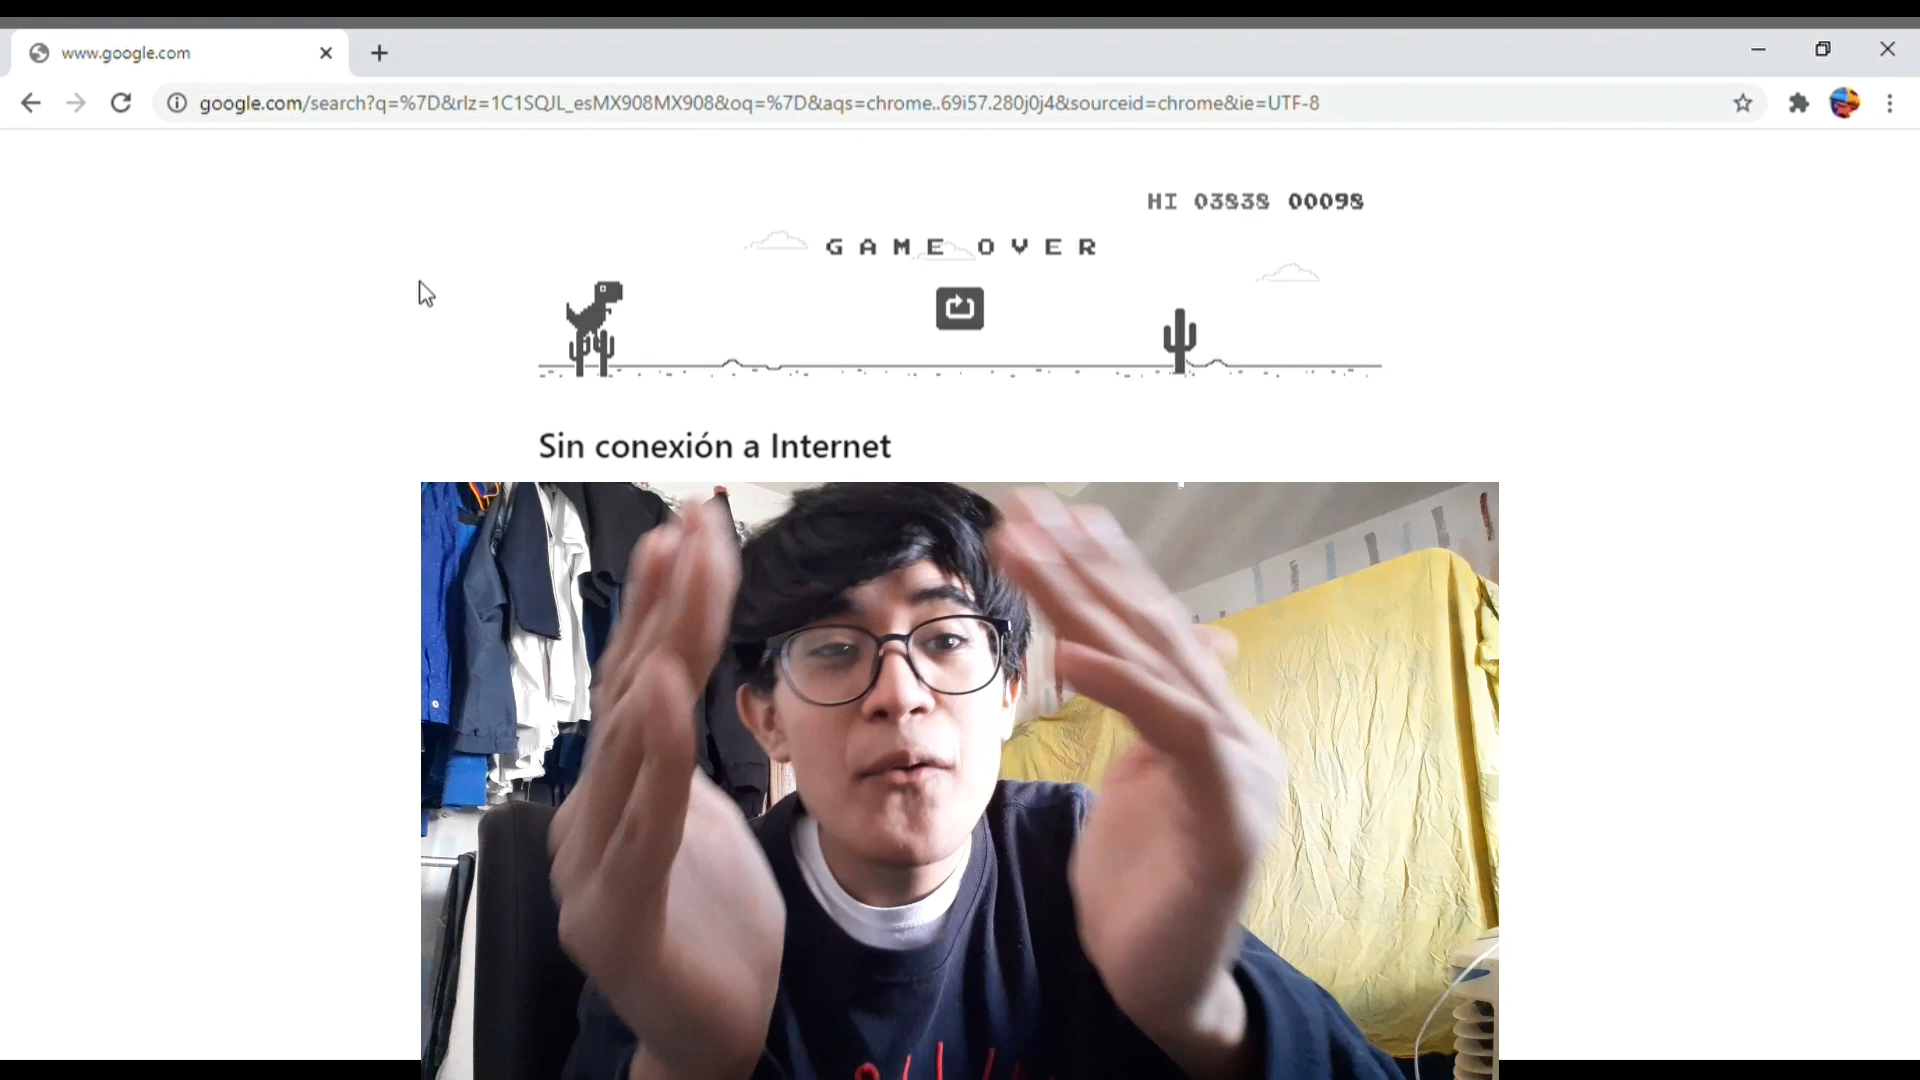 www.google.com
google.com/search?q=%7D&rlz=1C1SQJL_esMX908MX908&oq=%7D&aqs=chrome..69i57.280j0j4&sourceid=chrome&ie=UTF-8
HI 03838 00098
GAME OVER
Sin conexión a Internet